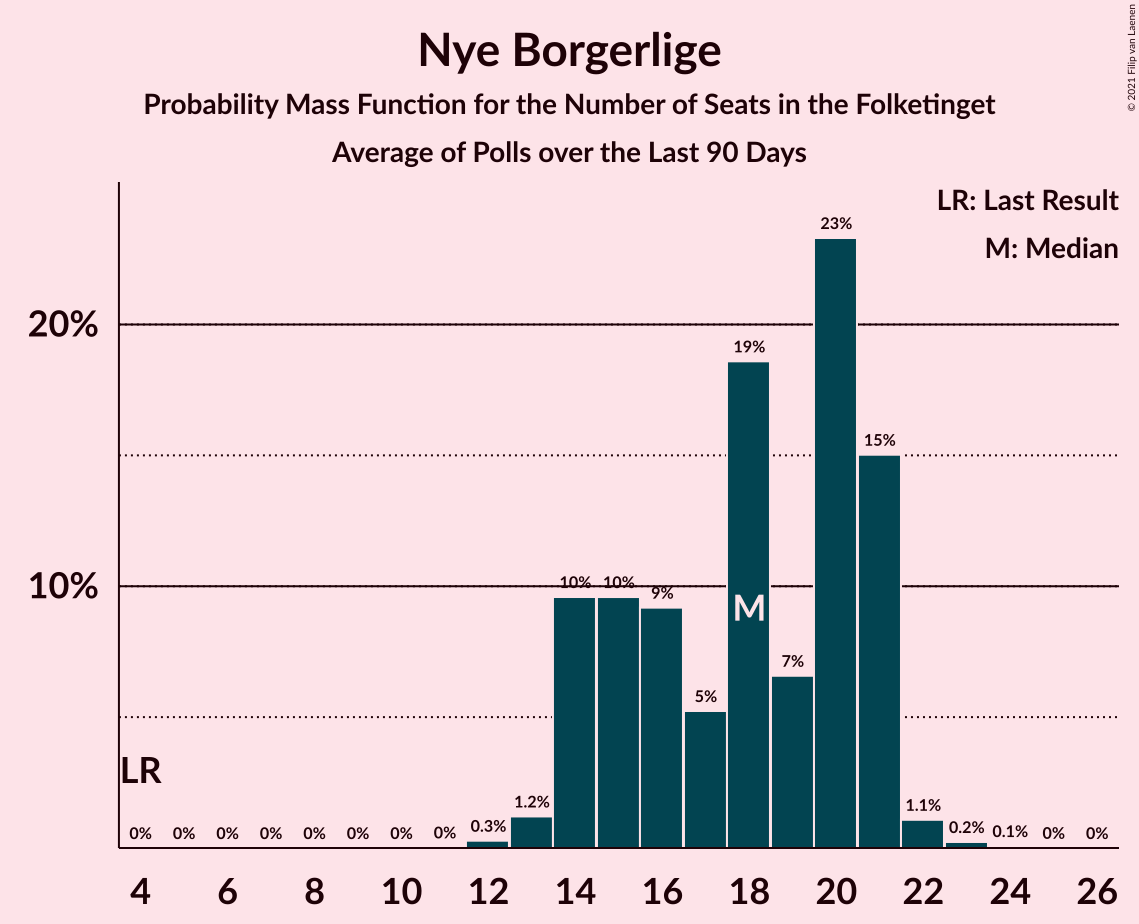 Nye Borgerlige
Probability Mass Function for the Number of Seats in the Folketinget
Average of Polls over the Last 90 Days
© 2021 Filip van Laenen
LR: Last Result
M: Median
23%
20%
19%
15%
10%
10%
10%
9%
M
7%
5%
LR
0%
0%
0%
0%
0%
0%
0%
0%
0.3%
1.2%
1.1%
0.2%
0.1%
0%
0%
4 6 8 10 12 14 16 18 20 22 24 26